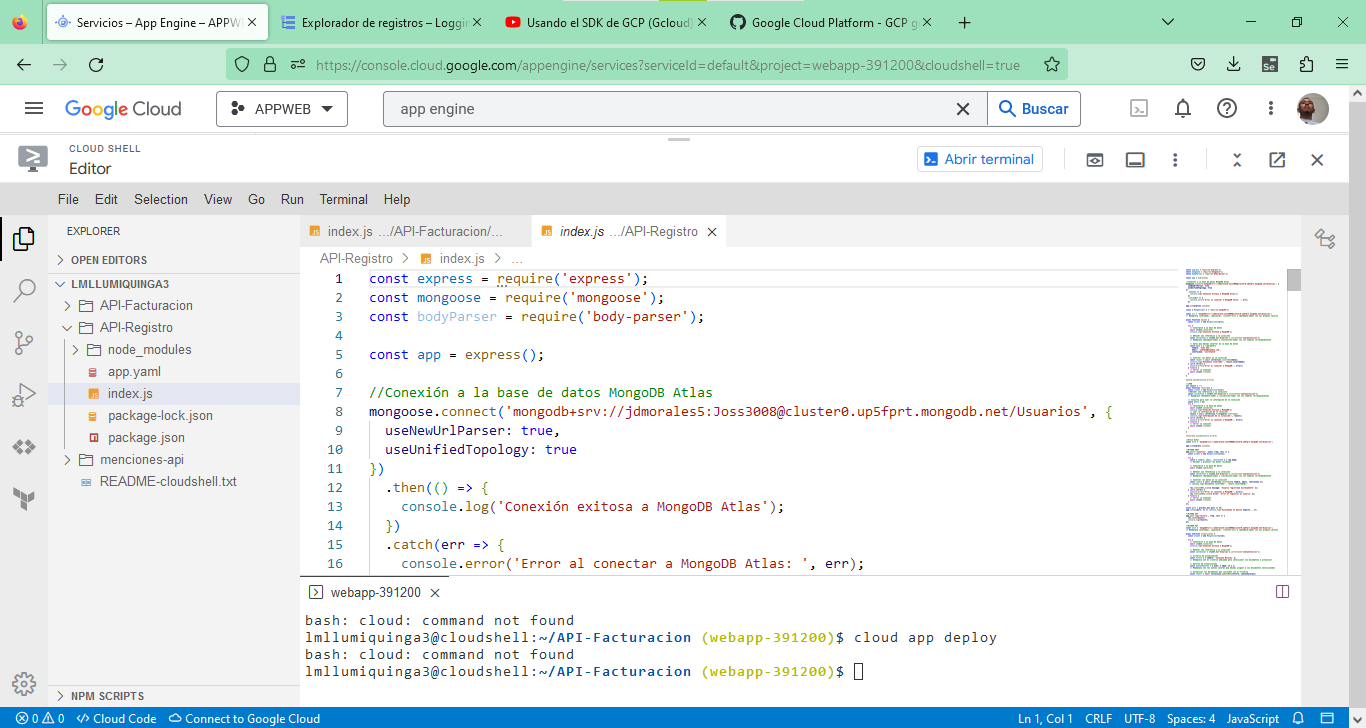 Servicios – App Engine – APPWE
Explorador de registros – Loggin
Usando el SDK de GCP (Gcloud)
Google Cloud Platform - GCP g
https://console.cloud.google.com/appengine/services?serviceId=default&project=webapp-391200&cloudshell=true
Se
Google Cloud
APPWEB
app engine
Buscar
CLOUD SHELL
Editor
Abrir terminal
File Edit Selection View Go Run Terminal Help
EXPLORER
OPEN EDITORS
LMLLUMIQUINGA3
API-Facturacion
API-Registro
node_modules
app.yaml
index.js
package-lock.json
package.json
menciones-api
README-cloudshell.txt
NPM SCRIPTS
index.js .../API-Facturacion/...
index.js .../API-Registro
API-Registro > index.js > ...
1 const express = require('express');
2 const mongoose = require('mongoose');
3 const bodyParser = require('body-parser');
4
5 const app = express();
6
7 //Conexión a la base de datos MongoDB Atlas
8 mongoose.connect('mongodb+srv://jdmorales5:Joss3008@cluster0.up5fprt.mongodb.net/Usuarios', {
9 useNewUrlParser: true,
10 useUnifiedTopology: true
11 })
12 .then(() => {
13 console.log('Conexión exitosa a MongoDB Atlas');
14 })
15 .catch(err => {
16 console.error('Error al conectar a MongoDB Atlas: ', err);
webapp-391200
bash: cloud: command not found
lmllumiquinga3@cloudshell:~/API-Facturacion (webapp-391200)$ cloud app deploy
bash: cloud: command not found
lmllumiquinga3@cloudshell:~/API-Facturacion (webapp-391200)$
0 0 Cloud Code Connect to Google Cloud
Ln 1, Col 1 CRLF UTF-8 Spaces: 4 JavaScript